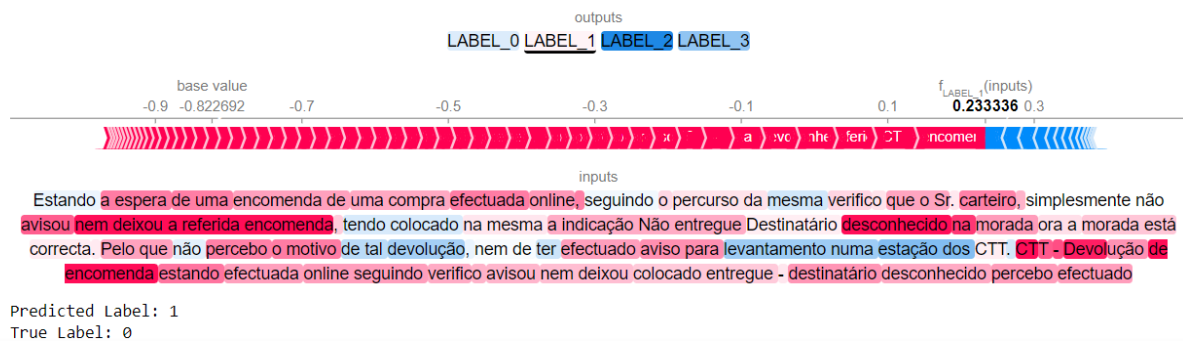 outputs
LABEL_0 LABEL_1 LABEL_2 LABEL_3
base value f LABEL_1 (inputs)
-0.9 -0.822692 -0.7 -0.5 -0.3 -0.1 0.1 0.233336 0.3
a CT encomen
inputs
Estando a espera de uma encomenda de uma compra efectuada online, seguindo o percurso da mesma verifico que o Sr. carteiro, simplesmente não
avisou nem deixou a referida encomenda, tendo colocado na mesma a indicação Não entregue Destinatário desconhecido na morada ora a morada está
correcta. Pelo que não percebo o motivo de tal devolução, nem de ter efectuado aviso para levantamento numa estação dos CTT. CTT - Devolução de
encomenda estando efectuada online seguindo verifico avisou nem deixou colocado entregue - destinatário desconhecido percebo efectuado
Predicted Label: 1
True Label: 0